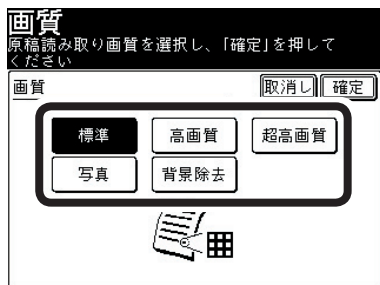 画質
原稿読み取り画質を選択し、「確定」を押して
ください
画質 取消し 確定
標準 高画質 超高画質
写真 背景除去